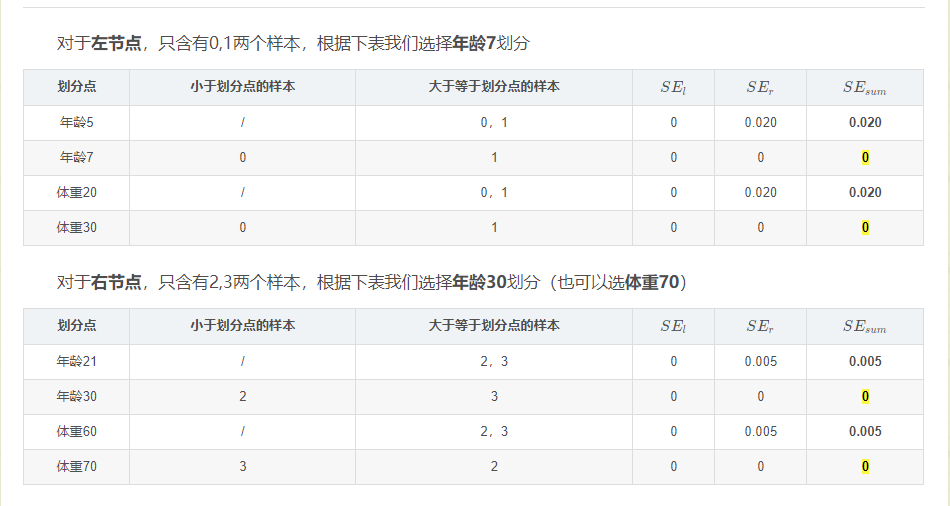 对于左节点，只含有0,1两个样本，根据下表我们选择年龄7划分
划分点 小于划分点的样本 大于等于划分点的样本 SE_l SE_r SE_sum
年龄5 / 0，1 0 0.020 0.020
年龄7 0 1 0 0 0
体重20 / 0，1 0 0.020 0.020
体重30 0 1 0 0 0
对于右节点，只含有2,3两个样本，根据下表我们选择年龄30划分（也可以选体重70）
划分点 小于划分点的样本 大于等于划分点的样本 SE_l SE_r SE_sum
年龄21 / 2，3 0 0.005 0.005
年龄30 2 3 0 0 0
体重60 / 2，3 0 0.005 0.005
体重70 3 2 0 0 0